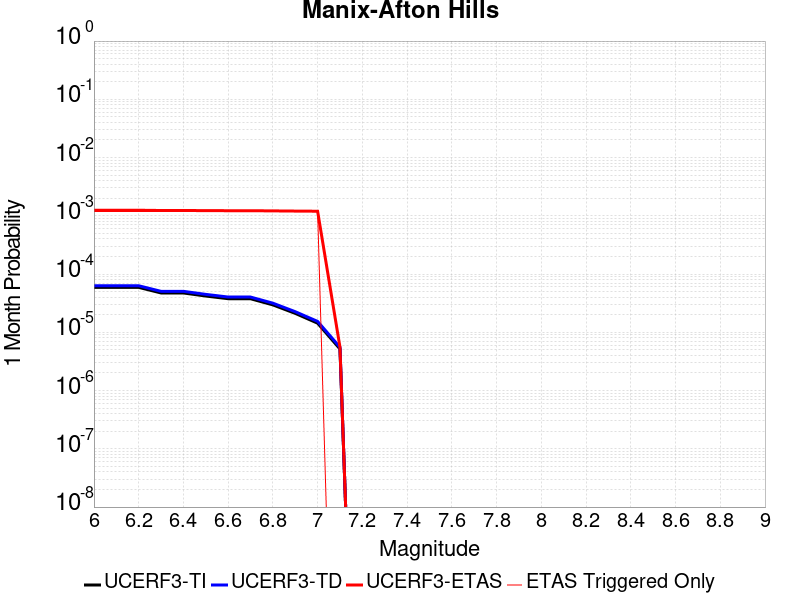 Manix-Afton Hills
10^0
10^-1
10^-2
10^-3
10^-4
10^-5
10^-6
10^-7
10^-8
1 Month Probability
6 6.2 6.4 6.6 6.8 7 7.2 7.4 7.6 7.8 8 8.2 8.4 8.6 8.8 9
Magnitude
UCERF3-TI UCERF3-TD UCERF3-ETAS ETAS Triggered Only